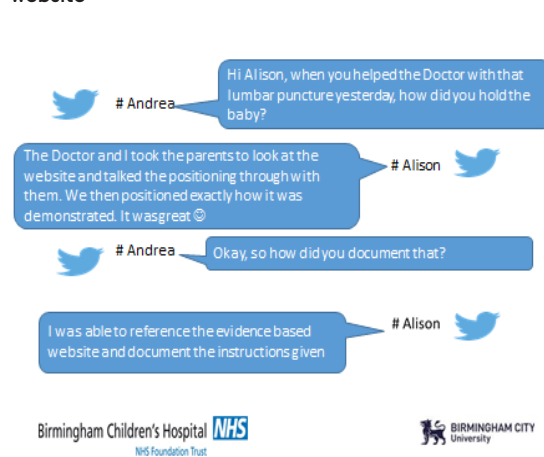 website
# Andrea
Hi Alison, when you helped the Doctor with that
lumbar puncture yesterday, how did you hold the
baby?
The Doctor and I took the parents to look at the
website and talked the positioning through with
them. We then positioned exactly how it was
demonstrated. It was great ☺
# Alison
# Andrea
Okay, so how did you document that?
# Alison
I was able to reference the evidence based
website and document the instructions given
Birmingham Children's Hospital NHS
NHS Foundation Trust
BIRMINGHAM CITY
University